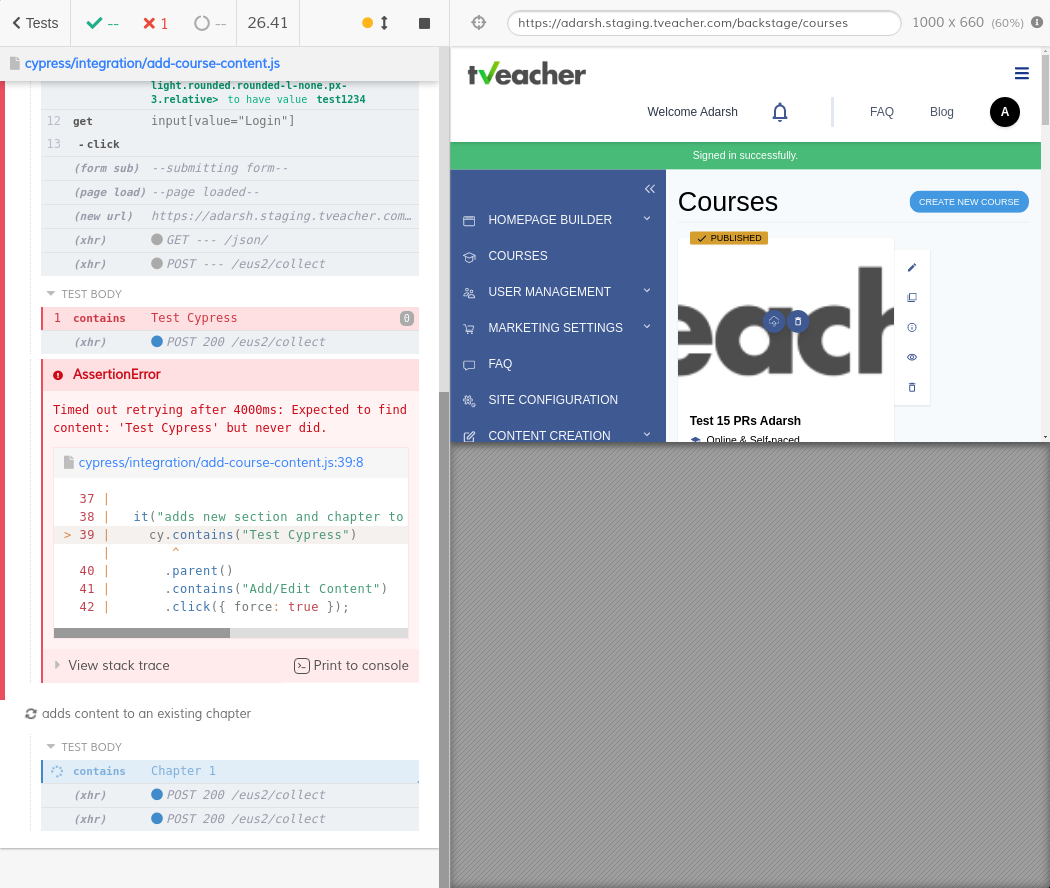 Tests
--
1
--
26.41
https://adarsh.staging.tveacher.com/backstage/courses
1000 x 660 (60%)
cypress/integration/add-course-content.js
light.rounded.rounded-l-none.px-
3.relative> to have value test1234
12 get input[value="Login"]
13 -click
(form sub) --submitting form--
(page load) --page loaded--
(new url) https://adarsh.staging.tveacher.com…
(xhr) GET --- /json/
(xhr) POST --- /eus2/collect
TEST BODY
1 contains Test Cypress 0
(xhr) POST 200 /eus2/collect
AssertionError
Timed out retrying after 4000ms: Expected to find
content: 'Test Cypress' but never did.
cypress/integration/add-course-content.js:39:8
37 |
38 | it("adds new section and chapter to
> 39 | cy.contains("Test Cypress")
| ^
40 | .parent()
41 | .contains("Add/Edit Content")
42 | .click({ force: true });
View stack trace
Print to console
adds content to an existing chapter
TEST BODY
contains Chapter 1
(xhr) POST 200 /eus2/collect
(xhr) POST 200 /eus2/collect
tveacher
Welcome Adarsh
FAQ
Blog
A
Signed in successfully.
HOMEPAGE BUILDER
COURSES
USER MANAGEMENT
MARKETING SETTINGS
FAQ
SITE CONFIGURATION
CONTENT CREATION
Courses
CREATE NEW COURSE
PUBLISHED
each
Test 15 PRs Adarsh
Online & Self-paced